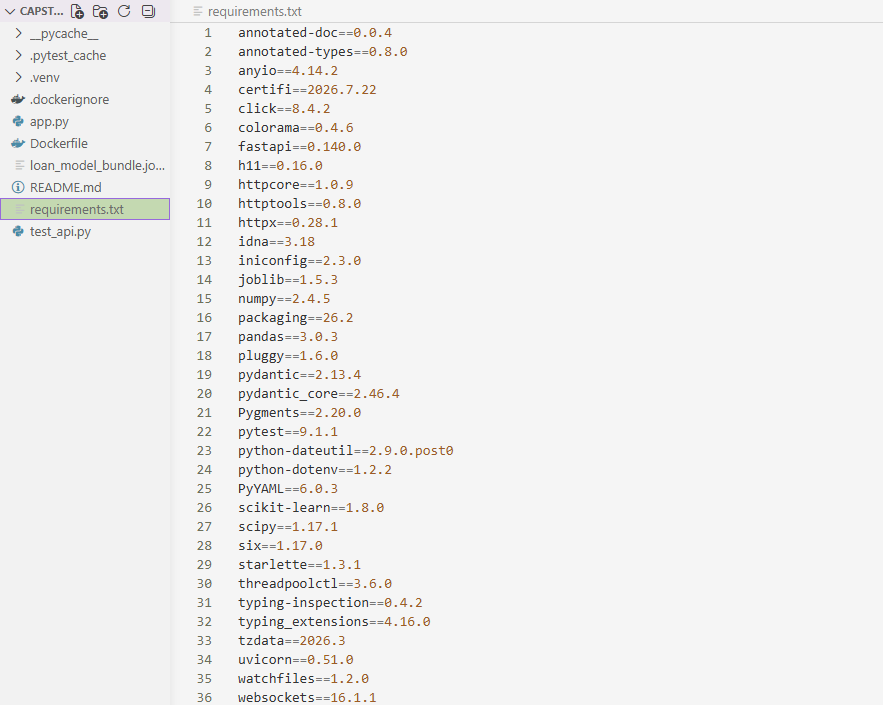 CAPST...
__pycache__
.pytest_cache
.venv
.dockerignore
app.py
Dockerfile
loan_model_bundle.jo...
README.md
requirements.txt
test_api.py
requirements.txt
1 annotated-doc==0.0.4
2 annotated-types==0.8.0
3 anyio==4.14.2
4 certifi==2026.7.22
5 click==8.4.2
6 colorama==0.4.6
7 fastapi==0.140.0
8 h11==0.16.0
9 httpcore==1.0.9
10 httptools==0.8.0
11 httpx==0.28.1
12 idna==3.18
13 iniconfig==2.3.0
14 joblib==1.5.3
15 numpy==2.4.5
16 packaging==26.2
17 pandas==3.0.3
18 pluggy==1.6.0
19 pydantic==2.13.4
20 pydantic_core==2.46.4
21 Pygments==2.20.0
22 pytest==9.1.1
23 python-dateutil==2.9.0.post0
24 python-dotenv==1.2.2
25 PyYAML==6.0.3
26 scikit-learn==1.8.0
27 scipy==1.17.1
28 six==1.17.0
29 starlette==1.3.1
30 threadpoolctl==3.6.0
31 typing-inspection==0.4.2
32 typing_extensions==4.16.0
33 tzdata==2026.3
34 uvicorn==0.51.0
35 watchfiles==1.2.0
36 websockets==16.1.1